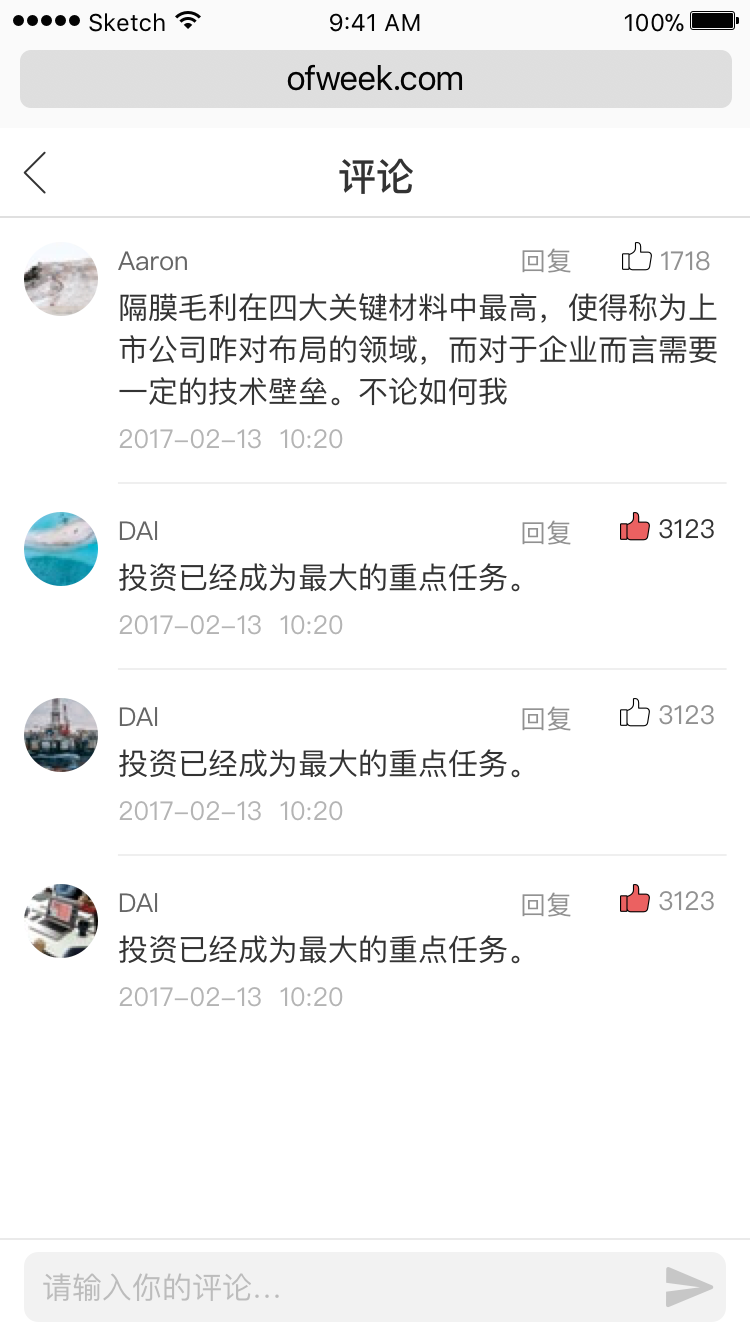 Sketch 9:41 AM 100%
ofweek.com
评论
Aaron 回复 1718
隔膜毛利在四大关键材料中最高，使得称为上
市公司咋对布局的领域，而对于企业而言需要
一定的技术壁垒。不论如何我
2017-02-13 10:20
DAI 回复 3123
投资已经成为最大的重点任务。
2017-02-13 10:20
DAI 回复 3123
投资已经成为最大的重点任务。
2017-02-13 10:20
DAI 回复 3123
投资已经成为最大的重点任务。
2017-02-13 10:20
请输入你的评论...